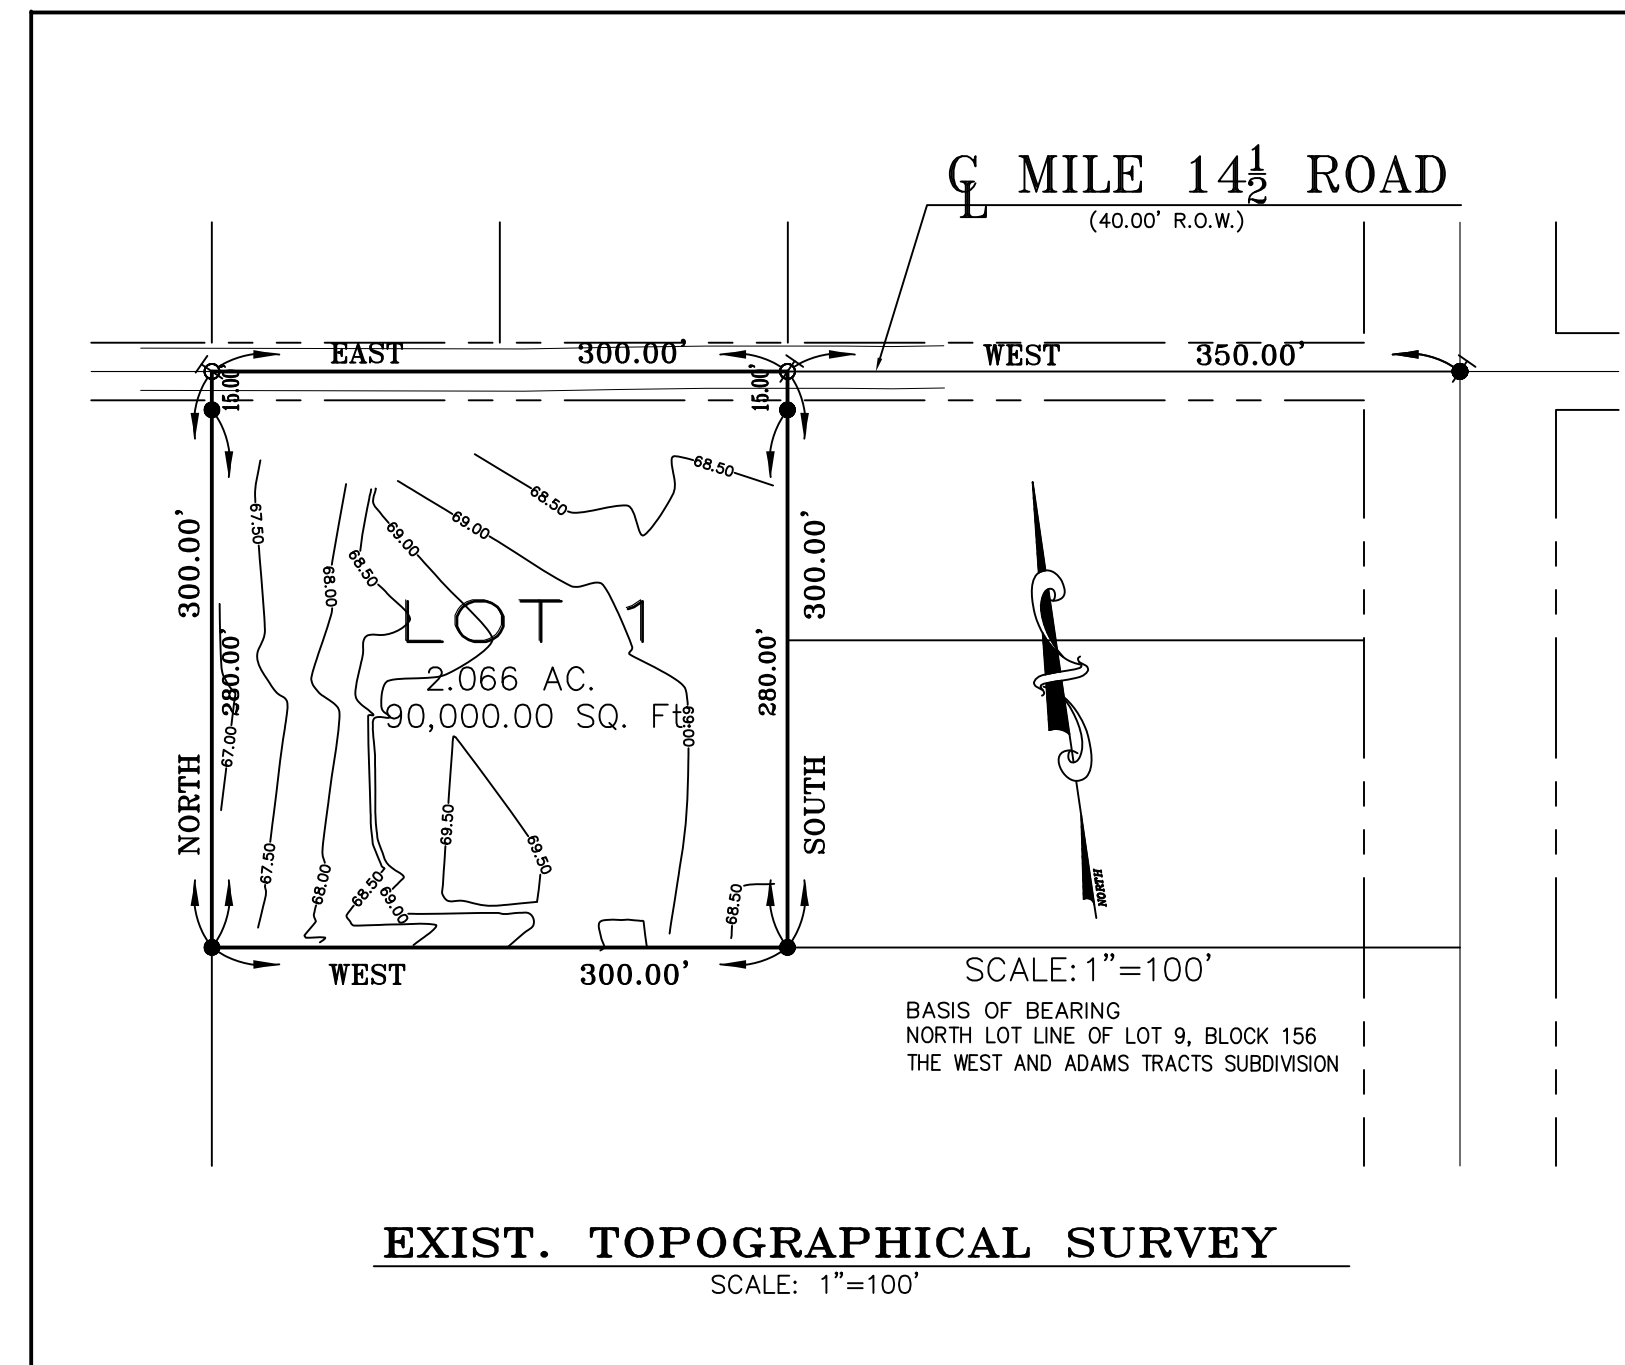 C
L MILE 14 1/2 ROAD
(40.00' R.O.W.)
EAST 300.00'
WEST 350.00'
15.00'
15.00'
68.50
68.50
67.50
69.00
69.00
68.50
68.00
300.00'
300.00'
LOT 1
280.00'
280.00'
2.066 AC.
90,000.00 SQ. Ft.
67.00
69.00
NORTH
SOUTH
69.50
69.50
67.50
68.00
68.50
69.00
68.50
NORTH
WEST 300.00'
SCALE: 1"=100'
BASIS OF BEARING
NORTH LOT LINE OF LOT 9, BLOCK 156
THE WEST AND ADAMS TRACTS SUBDIVISION
EXIST. TOPOGRAPHICAL SURVEY
SCALE: 1"=100'